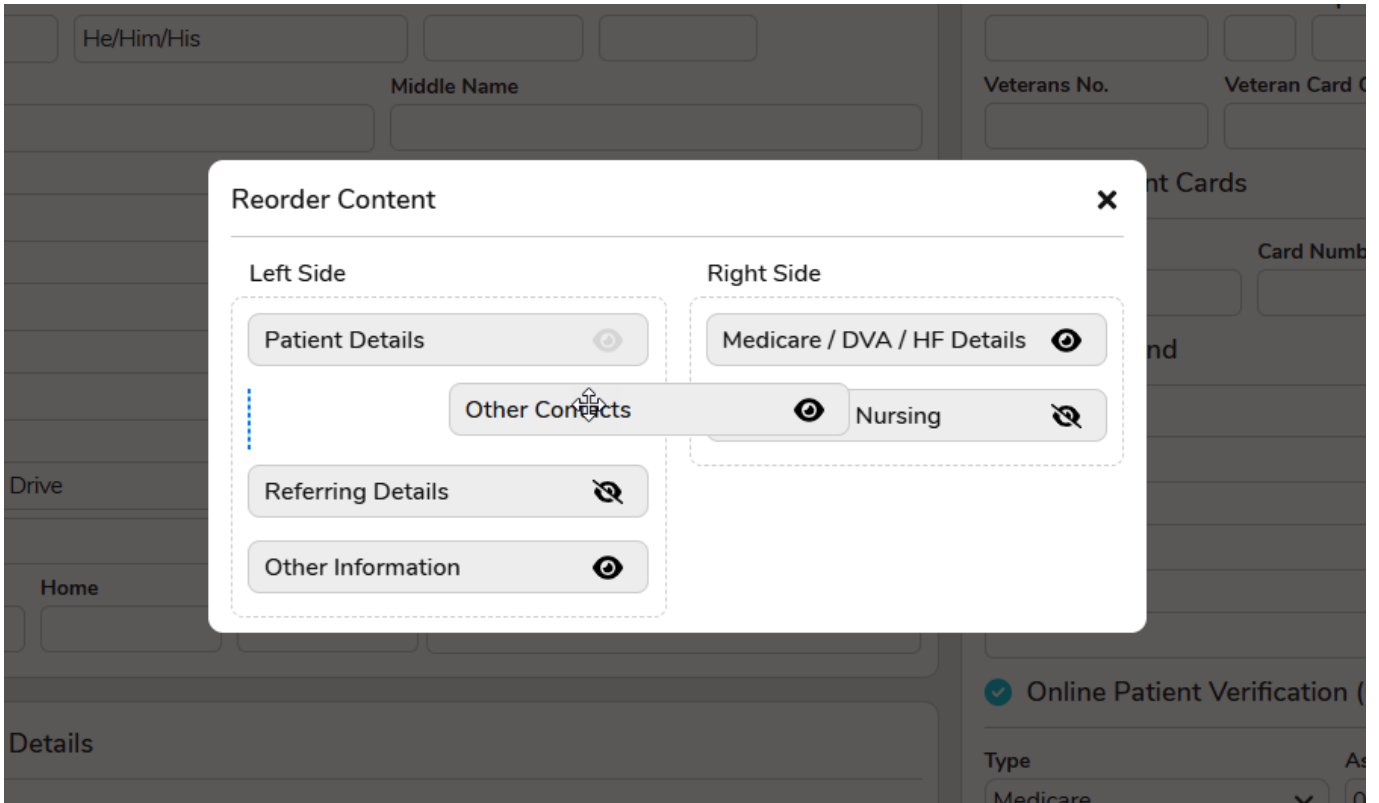 He/Him/His
Middle Name
Veterans No.
Veteran Card
nt Cards
Card Numb
nd
Reorder Content
Left Side
Right Side
Patient Details
Medicare / DVA / HF Details
Other Contacts
Nursing
Referring Details
Other Information
Drive
Home
Online Patient Verification (
Details
Type
As
Medicare